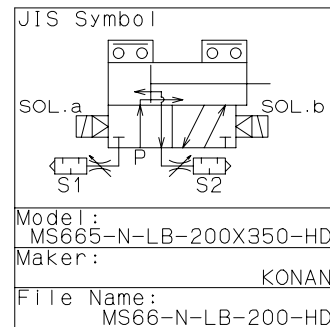 JIS Symbol
SOL.a
SOL.b
P
S1
S2
Model:
MS665-N-LB-200X350-HD
Maker:
KONAN
File Name:
MS66-N-LB-200-HD